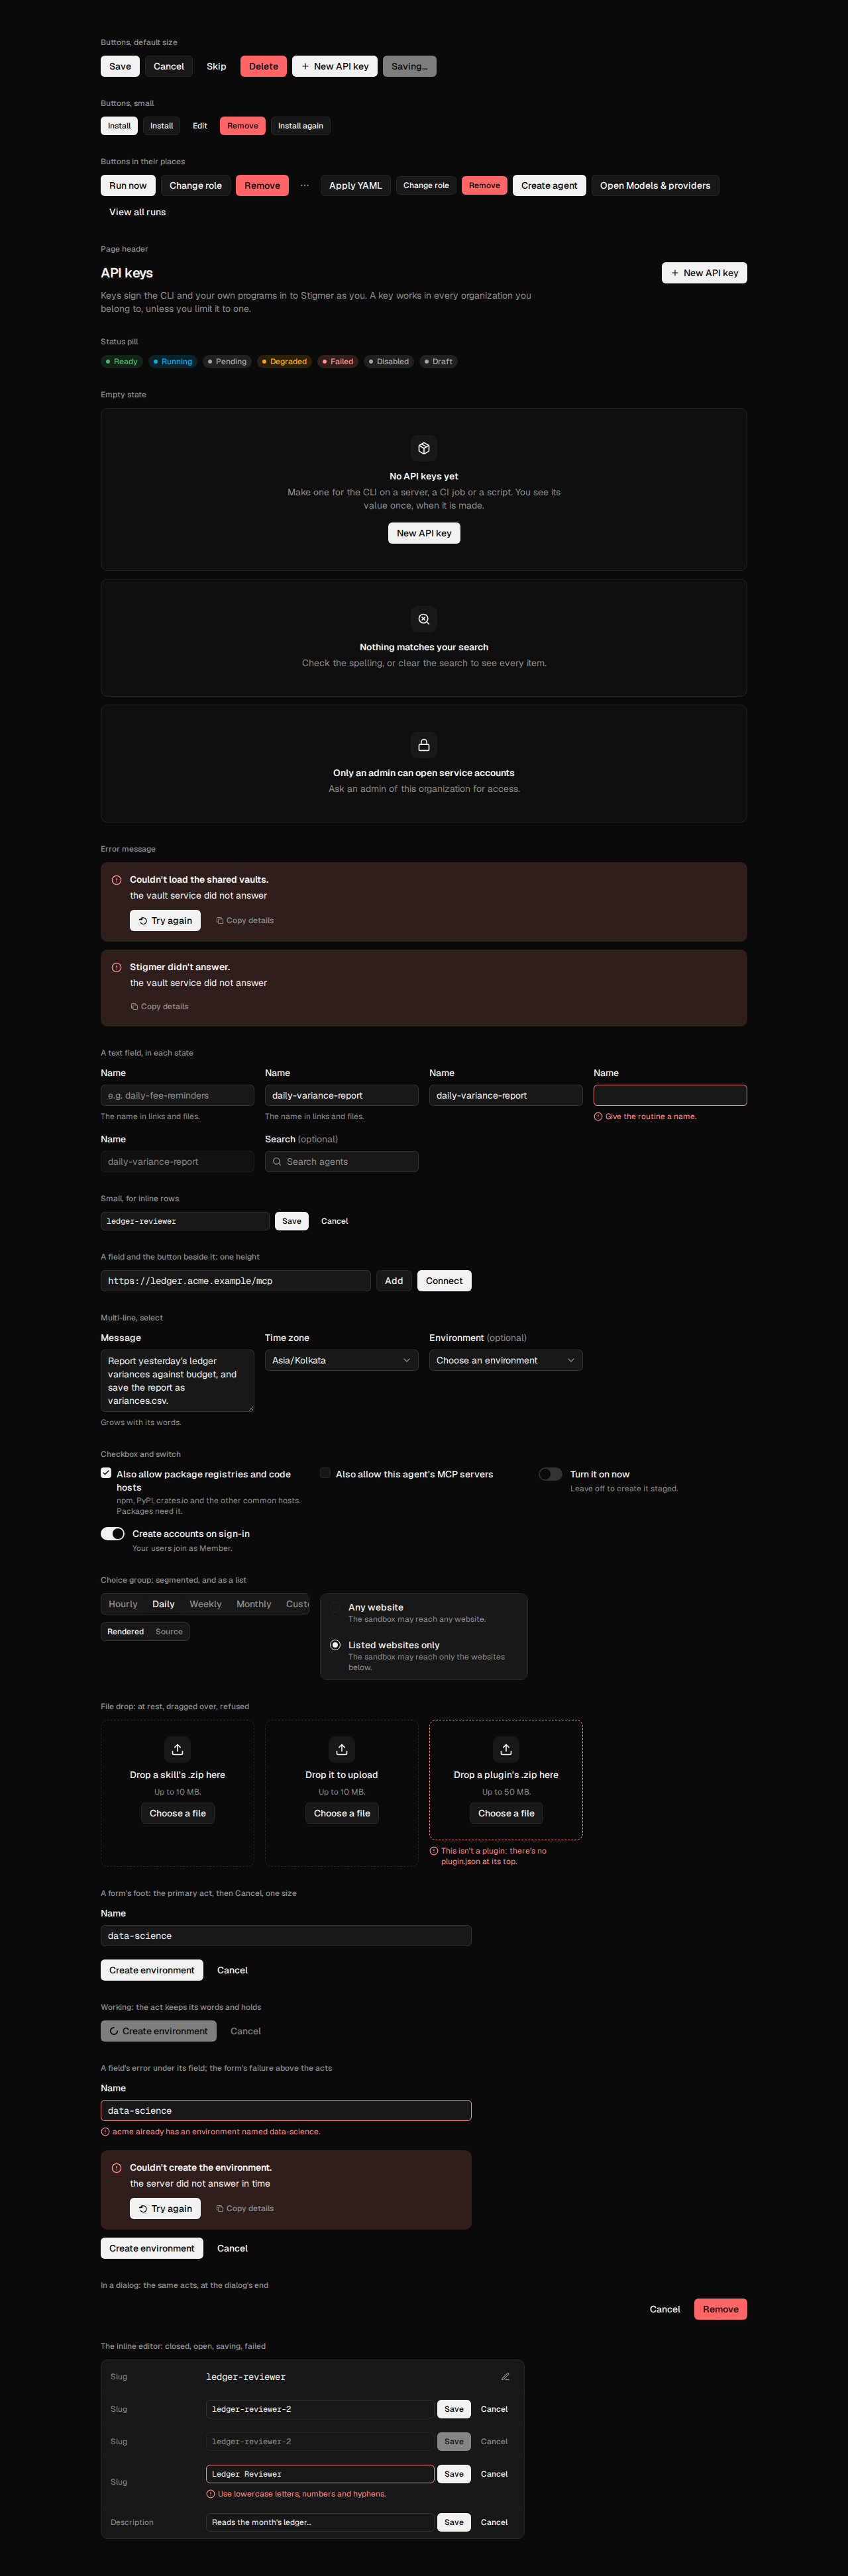 Buttons, default size
Save Cancel Skip Delete + New API key Saving...
Buttons, small
Install Install Edit Remove Install again
Buttons in their places
Run now Change role Remove ··· Apply YAML Change role Remove Create agent Open Models & providers
View all runs
Page header
API keys
+ New API key
Keys sign the CLI and your own programs in to Stigmer as you. A key works in every organization you
belong to, unless you limit it to one.
Status pill
Ready Running Pending Degraded Failed Disabled Draft
Empty state
No API keys yet
Make one for the CLI on a server, a CI job or a script. You see its
value once, when it is made.
New API key
Nothing matches your search
Check the spelling, or clear the search to see every item.
Only an admin can open service accounts
Ask an admin of this organization for access.
Error message
Couldn't load the shared vaults.
the vault service did not answer
Try again Copy details
Stigmer didn't answer.
the vault service did not answer
Copy details
A text field, in each state
Name Name Name Name
e.g. daily-fee-reminders daily-variance-report daily-variance-report
The name in links and files. The name in links and files. Give the routine a name.
Name Search (optional)
daily-variance-report Search agents
Small, for inline rows
ledger-reviewer Save Cancel
A field and the button beside it: one height
https://ledger.acme.example/mcp Add Connect
Multi-line, select
Message Time zone Environment (optional)
Report yesterday's ledger
variances against budget, and
save the report as
variances.csv.
Asia/Kolkata Choose an environment
Grows with its words.
Checkbox and switch
Also allow package registries and code
hosts
npm, PyPI, crates.io and the other common hosts.
Packages need it.
Also allow this agent's MCP servers
Turn it on now
Leave off to create it staged.
Create accounts on sign-in
Your users join as Member.
Choice group: segmented, and as a list
Hourly Daily Weekly Monthly Custo
Rendered Source
Any website
The sandbox may reach any website.
Listed websites only
The sandbox may reach only the websites
below.
File drop: at rest, dragged over, refused
Drop a skill's .zip here
Up to 10 MB.
Choose a file
Drop it to upload
Up to 10 MB.
Choose a file
Drop a plugin's .zip here
Up to 50 MB.
Choose a file
This isn't a plugin: there's no
plugin.json at its top.
A form's foot: the primary act, then Cancel, one size
Name
data-science
Create environment Cancel
Working: the act keeps its words and holds
Create environment Cancel
A field's error under its field; the form's failure above the acts
Name
data-science
acme already has an environment named data-science.
Couldn't create the environment.
the server did not answer in time
Try again Copy details
Create environment Cancel
In a dialog: the same acts, at the dialog's end
Cancel Remove
The inline editor: closed, open, saving, failed
Slug ledger-reviewer
Slug ledger-reviewer-2 Save Cancel
Slug ledger-reviewer-2 Save Cancel
Slug Ledger Reviewer Save Cancel
Use lowercase letters, numbers and hyphens.
Description Reads the month's ledger... Save Cancel